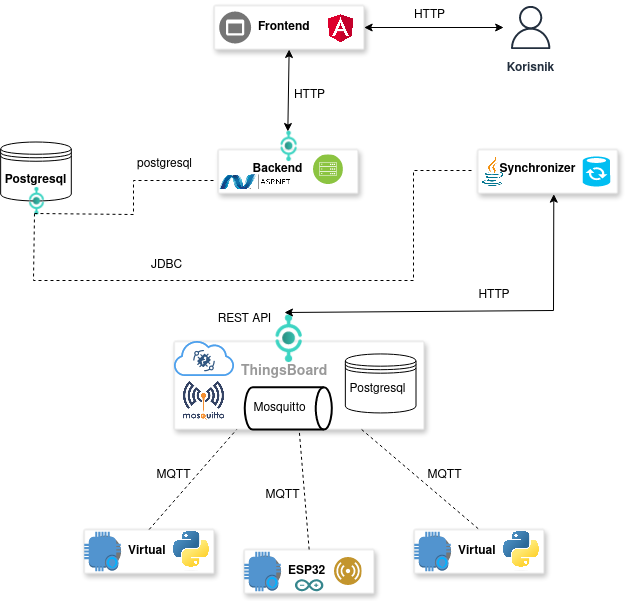 HTTP
Frontend
Korisnik
HTTP
postgresql
Backend
ASP.NET
Postgresql
Synchronizer
Java
JDBC
HTTP
REST API
ThingsBoard
Postgresql
Mosquitto
mosquitto
MQTT
MQTT
MQTT
Virtual
ESP32
Virtual